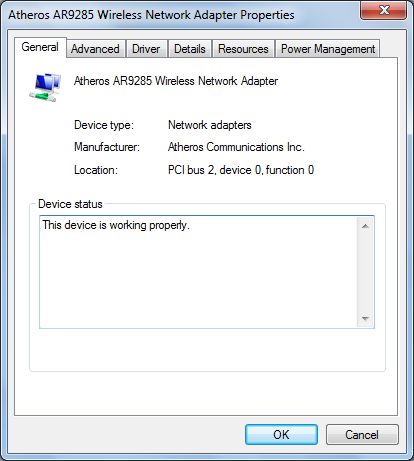 Atheros AR9285 Wireless Network Adapter Properties
General Advanced Driver Details Resources Power Management
Atheros AR9285 Wireless Network Adapter
Device type: Network adapters
Manufacturer: Atheros Communications Inc.
Location: PCI bus 2, device 0, function 0
Device status
This device is working properly.
OK Cancel